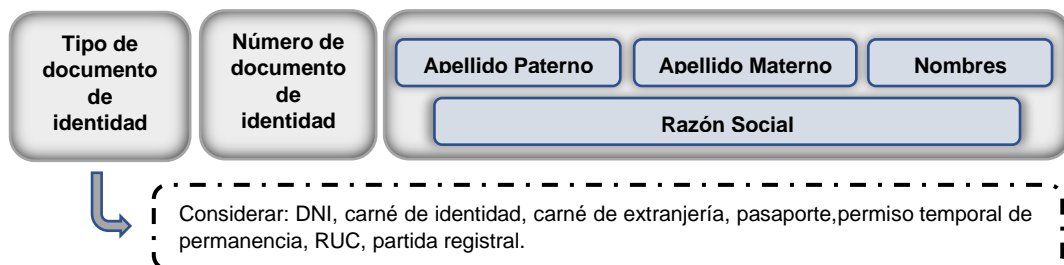 Tipo de
documento
de
identidad
Número de
documento
de
identidad
Apellido Paterno
Apellido Materno
Nombres
Razón Social
Considerar: DNI, carné de identidad, carné de extranjería, pasaporte,permiso temporal de
permanencia, RUC, partida registral.